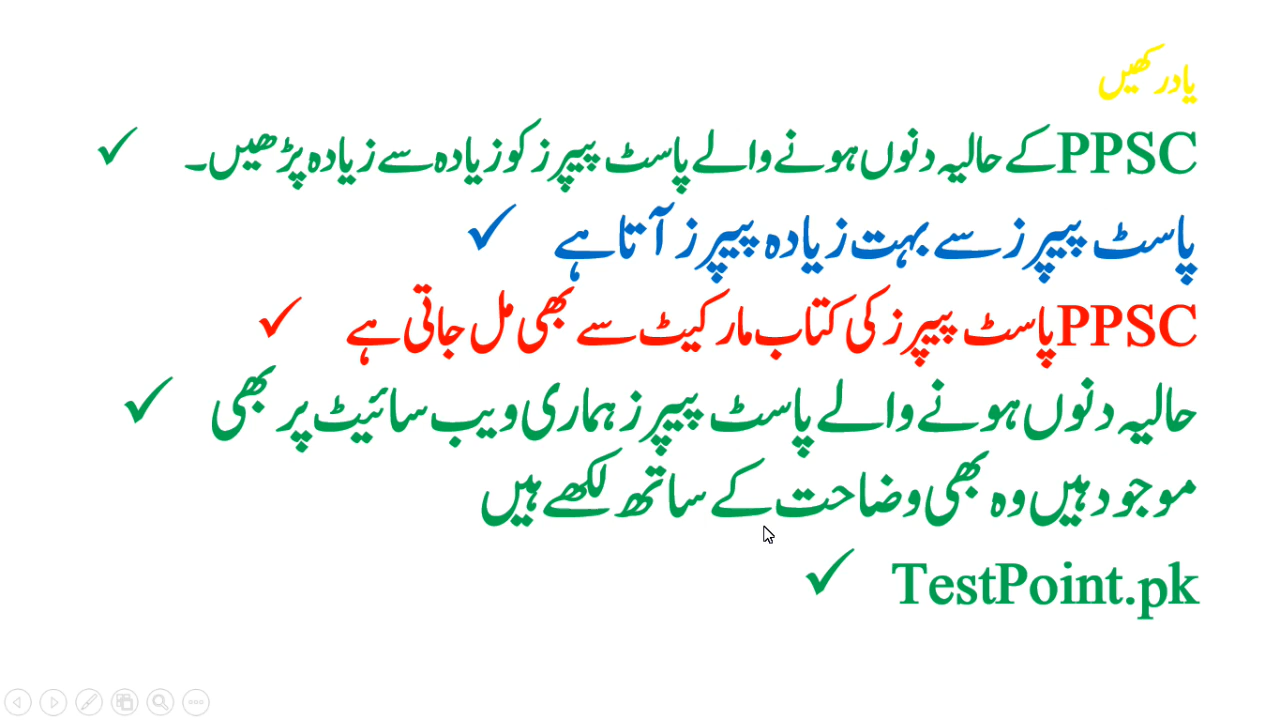 یاد رکھیں
PPSC کے حالیہ دنوں ہونے والے پاسٹ پیپرز کو زیادہ سے زیادہ پڑھیں۔ ✓
پاسٹ پیپرز سے بہت زیادہ پیپرز آتا ہے ✓
PPSC پاسٹ پیپرز کی کتاب مارکیٹ سے بھی مل جاتی ہے ✓
حالیہ دنوں ہونے والے پاسٹ پیپرز ہماری ویب سائیٹ پر بھی ✓
موجود ہیں وہ بھی وضاحت کے ساتھ لکھے ہیں
TestPoint.pk ✓